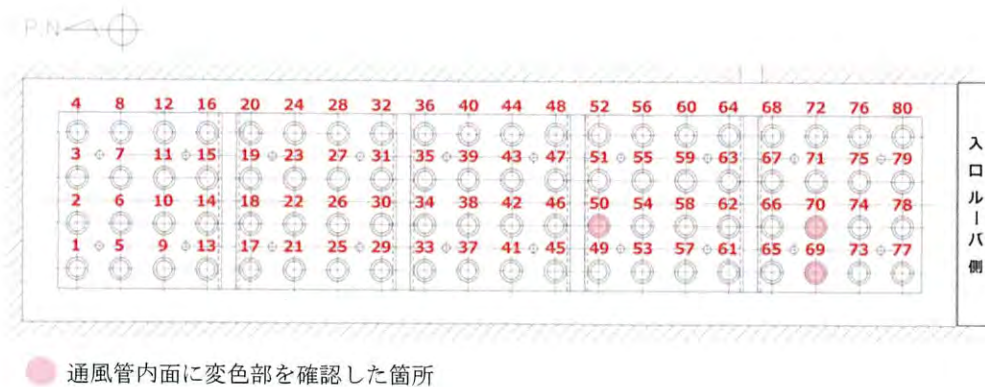 P.N
4 8 12 16 20 24 28 32 36 40 44 48 52 56 60 64 68 72 76 80
3 7 11 15 19 23 27 31 35 39 43 47 51 55 59 63 67 71 75 79
2 6 10 14 18 22 26 30 34 38 42 46 50 54 58 62 66 70 74 78
1 5 9 13 17 21 25 29 33 37 41 45 49 53 57 61 65 69 73 77
入口ルーバ側
通風管内面に変色部を確認した箇所